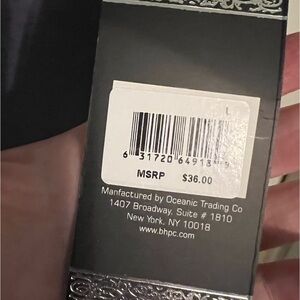 L
6 31720 64918 9
MSRP $36.00
Manfactured by Oceanic Trading Co
1407 Broadway, Suite # 1810
New York, NY 10018
www.bhpc.com